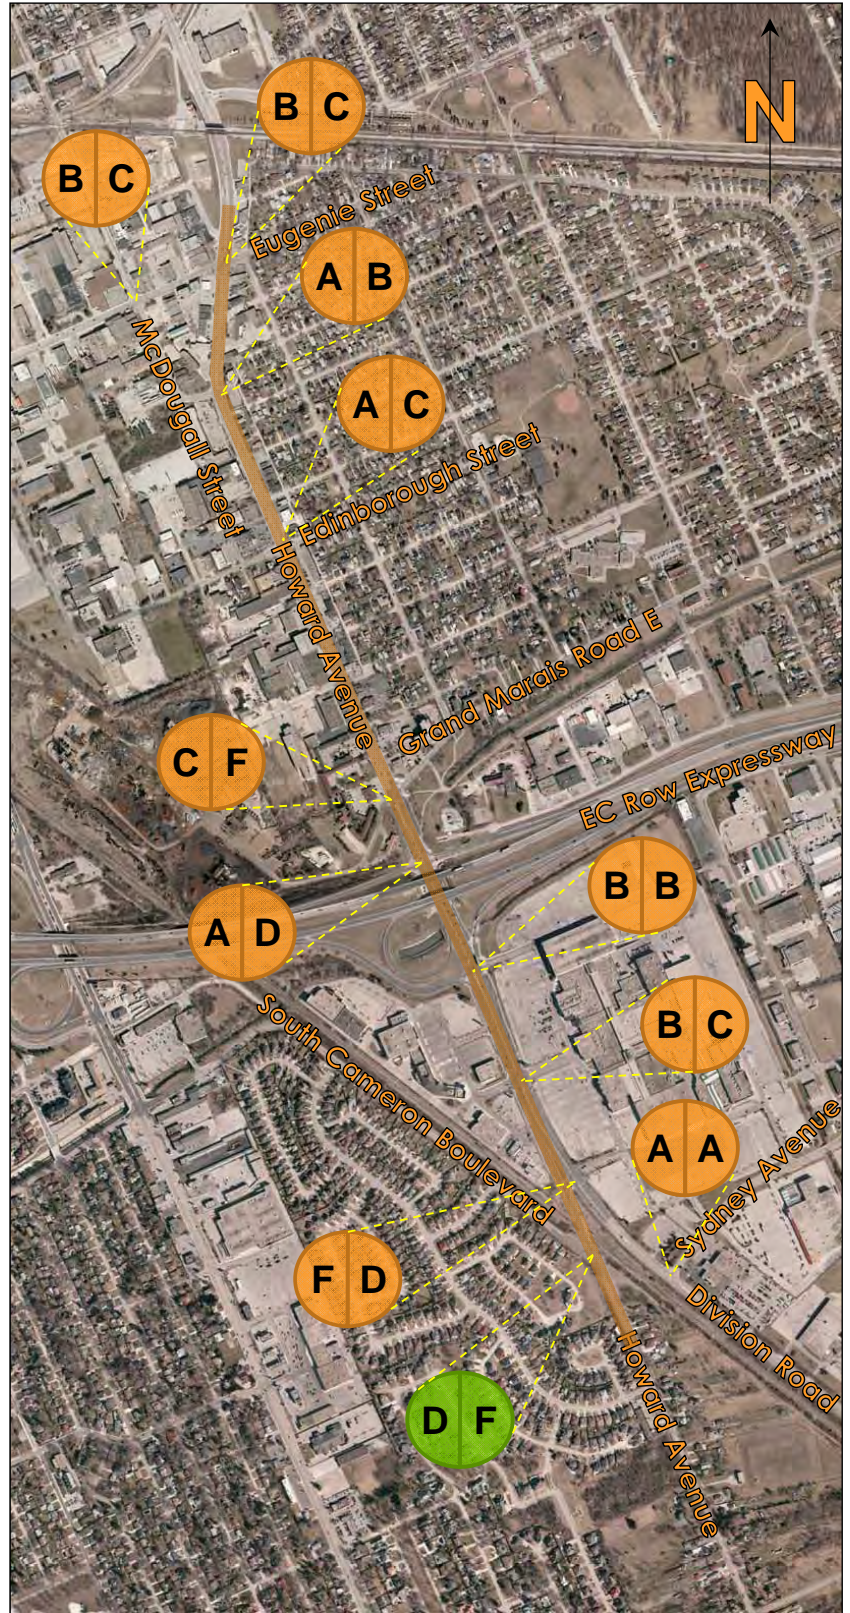 B C
N
B C
Eugenie Street
A B
McDougall Street
A C
Edinborough Street
Howard Avenue
Grand Marais Road E
C F
EC Row Expressway
B B
A D
South Cameron Boulevard
B C
A A
Sydney Avenue
F D
Division Road
Howard Avenue
D F